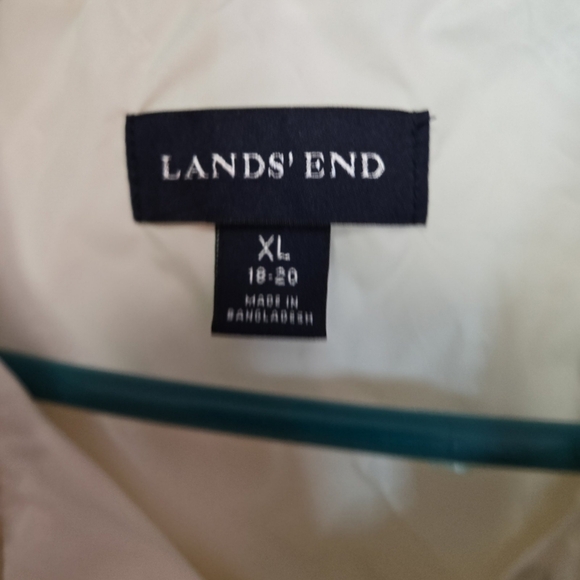 LANDS' END
XL
18-20
MADE IN
BANGLADESH